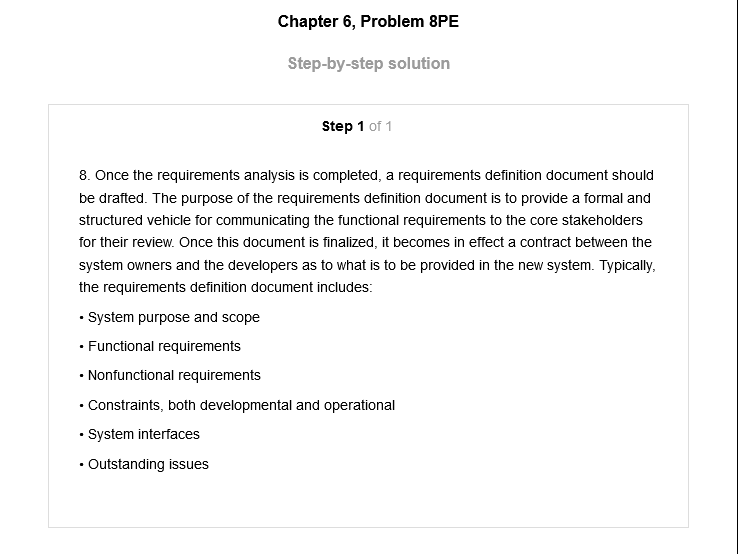 Chapter 6, Problem 8PE
Step-by-step solution
Step 1 of 1
8. Once the requirements analysis is completed, a requirements definition document should
be drafted. The purpose of the requirements definition document is to provide a formal and
structured vehicle for communicating the functional requirements to the core stakeholders
for their review. Once this document is finalized, it becomes in effect a contract between the
system owners and the developers as to what is to be provided in the new system. Typically,
the requirements definition document includes:
• System purpose and scope
• Functional requirements
• Nonfunctional requirements
• Constraints, both developmental and operational
• System interfaces
• Outstanding issues